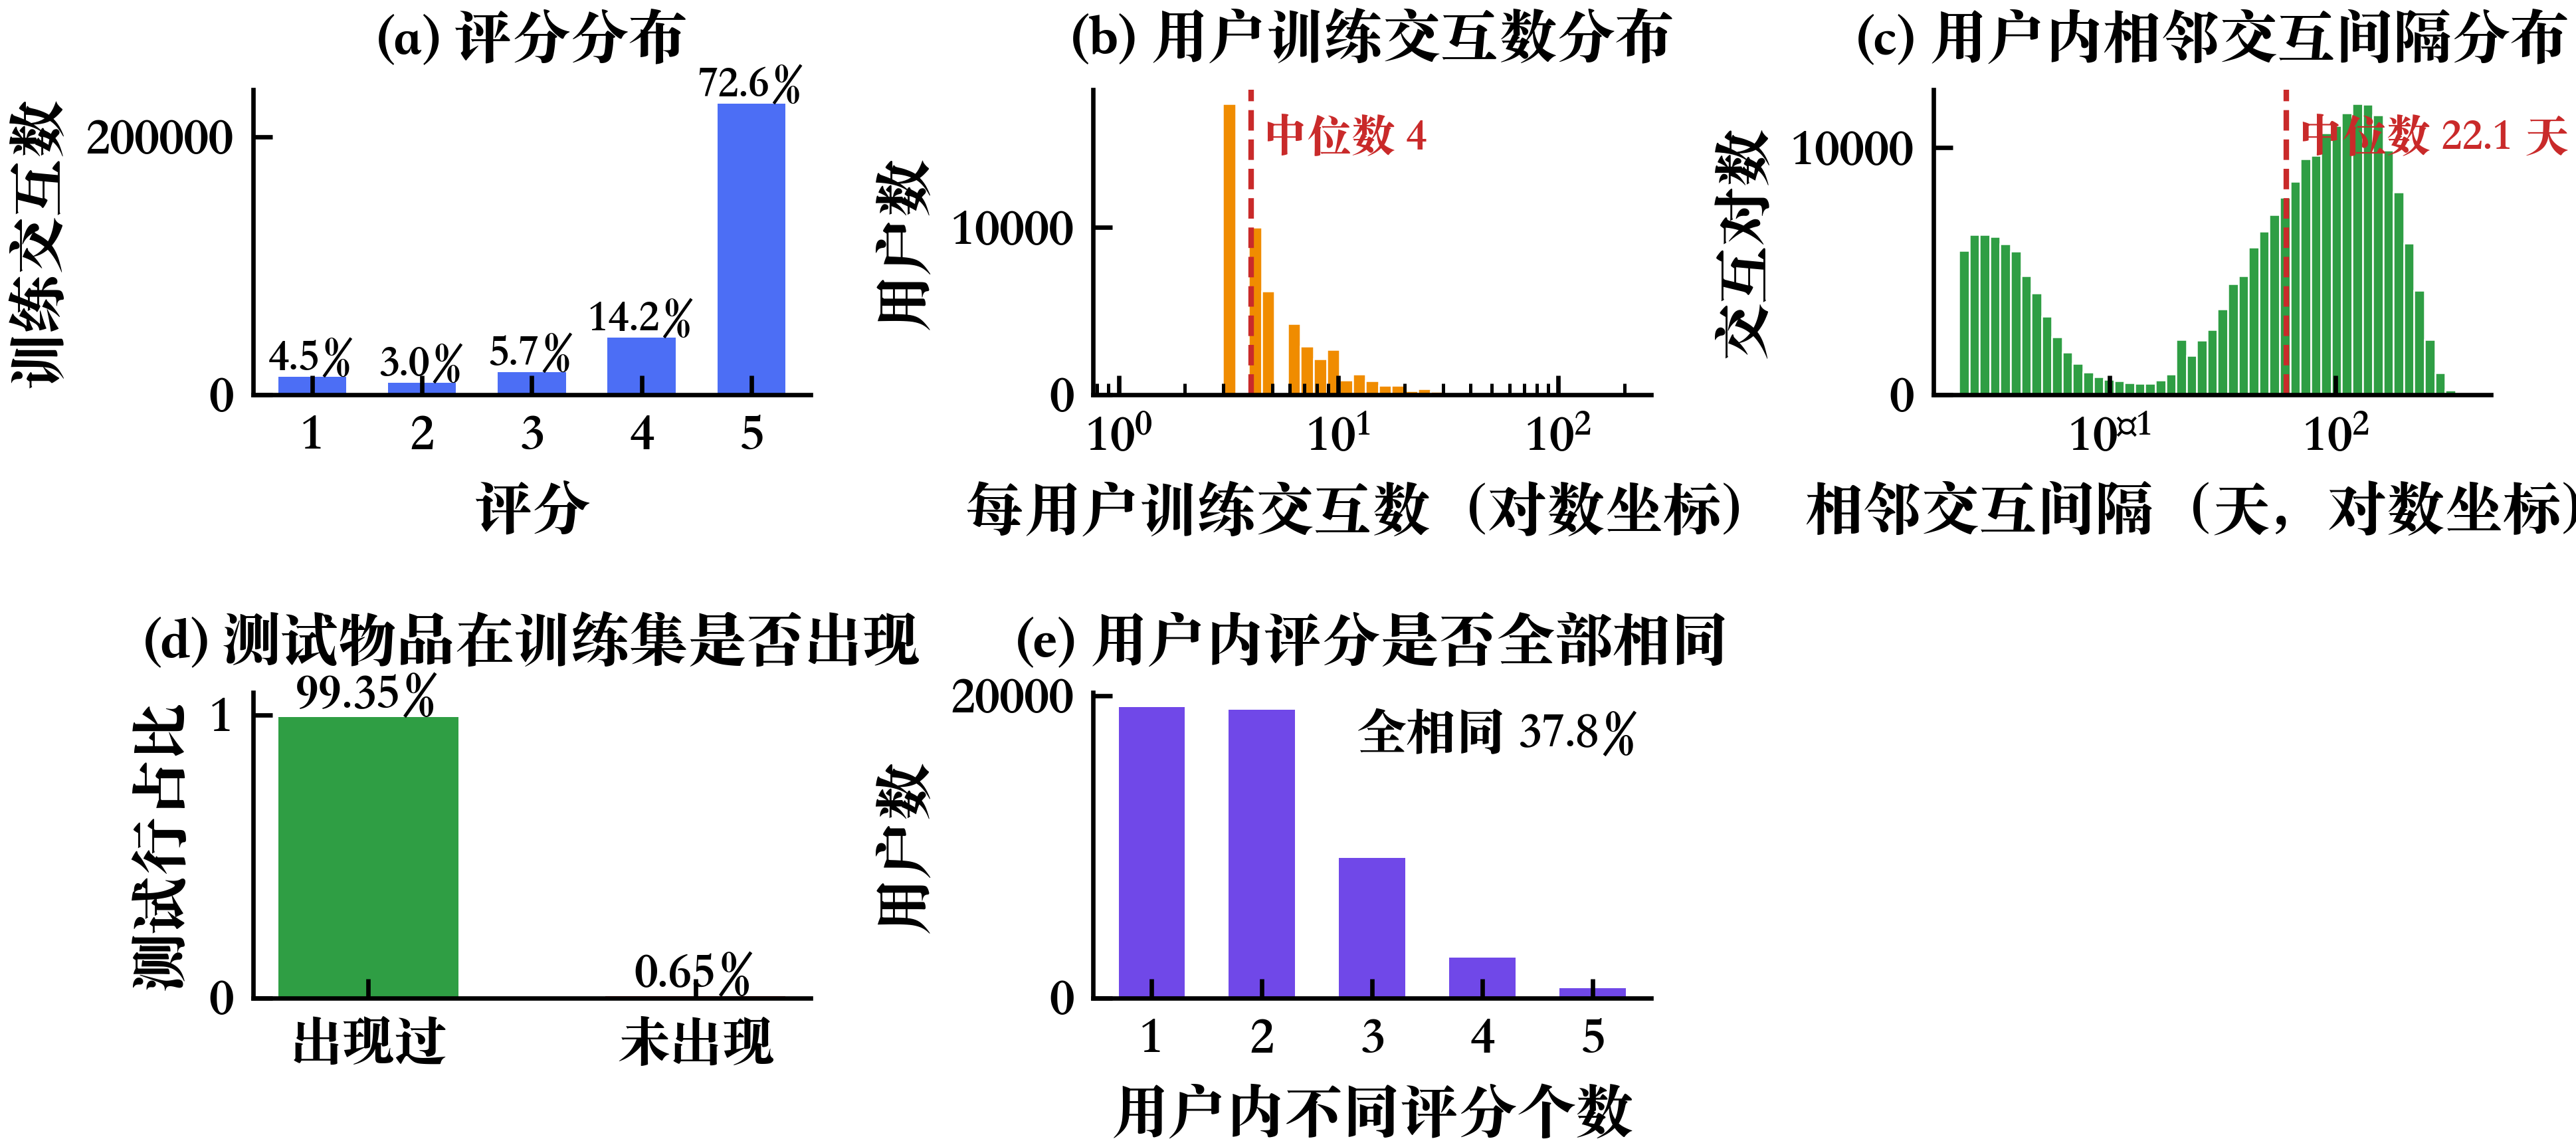 (a) 评分分布
72.6%
200000
14.2%
5.7%
4.5%
3.0%
0
1 2 3 4 5
训练交互数
评分
(b) 用户训练交互数分布
中位数 4
10000
0
10⁰ 10¹ 10²
用户数
每用户训练交互数（对数坐标）
(c) 用户内相邻交互间隔分布
中位数 22.1 天
10000
0
10¤¹ 10²
交互对数
相邻交互间隔（天，对数坐标）
(d) 测试物品在训练集是否出现
99.35%
1
0.65%
0
出现过 未出现
测试行占比
(e) 用户内评分是否全部相同
20000
全相同 37.8%
0
1 2 3 4 5
用户数
用户内不同评分个数